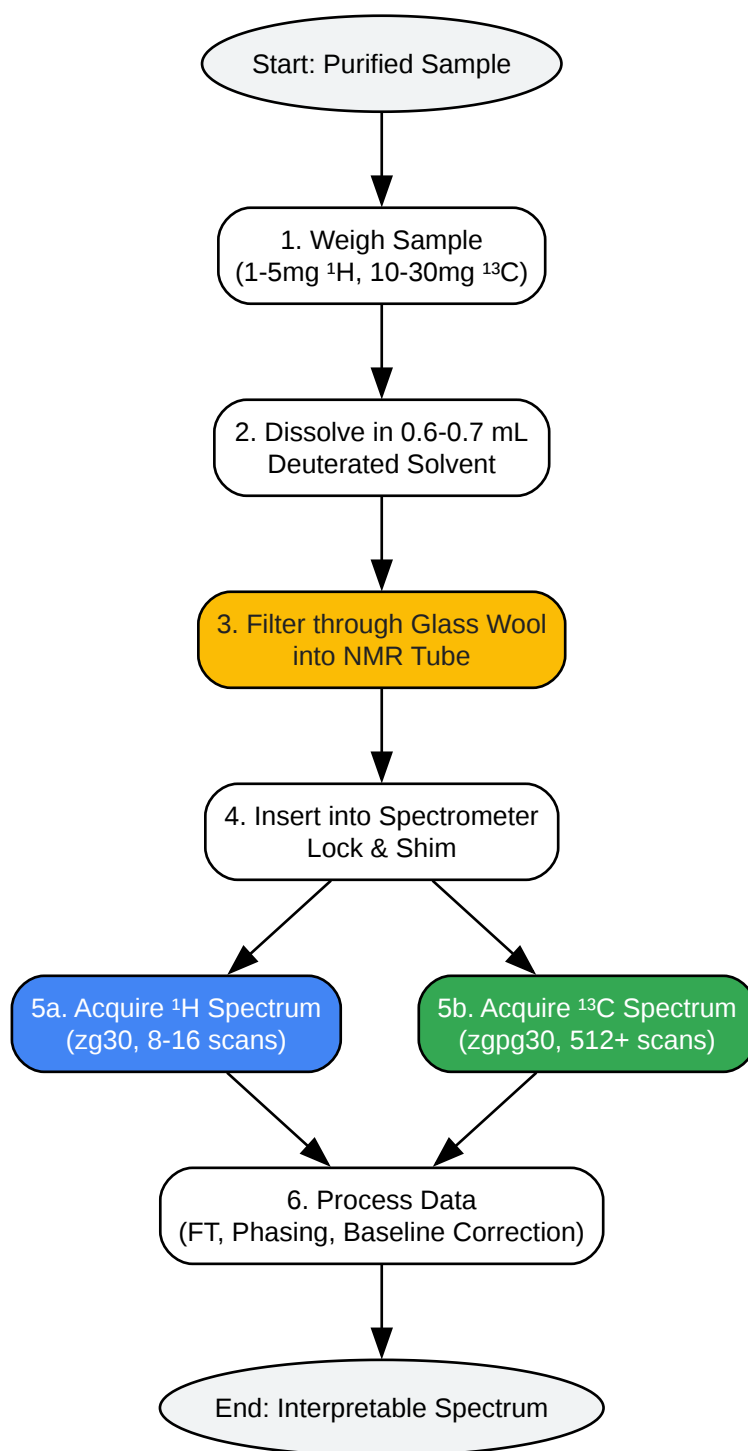 Start: Purified Sample
1. Weigh Sample
(1-5mg ¹H, 10-30mg ¹³C)
2. Dissolve in 0.6-0.7 mL
Deuterated Solvent
3. Filter through Glass Wool
into NMR Tube
4. Insert into Spectrometer
Lock & Shim
5a. Acquire ¹H Spectrum
(zg30, 8-16 scans)
5b. Acquire ¹³C Spectrum
(zgpg30, 512+ scans)
6. Process Data
(FT, Phasing, Baseline Correction)
End: Interpretable Spectrum